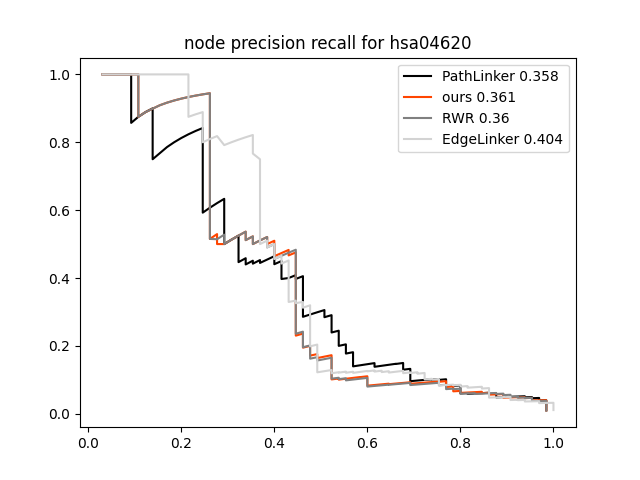 node precision recall for hsa04620
1.0
0.8
0.6
0.4
0.2
0.0
0.0 0.2 0.4 0.6 0.8 1.0
PathLinker 0.358
ours 0.361
RWR 0.36
EdgeLinker 0.404